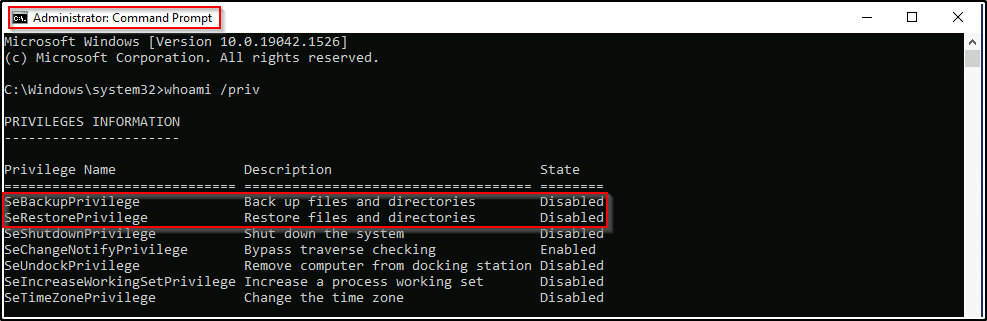 Administrator: Command Prompt
Microsoft Windows [Version 10.0.19042.1526]
(c) Microsoft Corporation. All rights reserved.
C:\Windows\system32>whoami /priv
PRIVILEGES INFORMATION
----------------------
Privilege Name                Description                          State
============================= ==================================== ========
SeBackupPrivilege             Back up files and directories        Disabled
SeRestorePrivilege            Restore files and directories        Disabled
SeShutdownPrivilege           Shut down the system                 Disabled
SeChangeNotifyPrivilege       Bypass traverse checking             Enabled
SeUndockPrivilege             Remove computer from docking station Disabled
SeIncreaseWorkingSetPrivilege Increase a process working set       Disabled
SeTimeZonePrivilege           Change the time zone                 Disabled